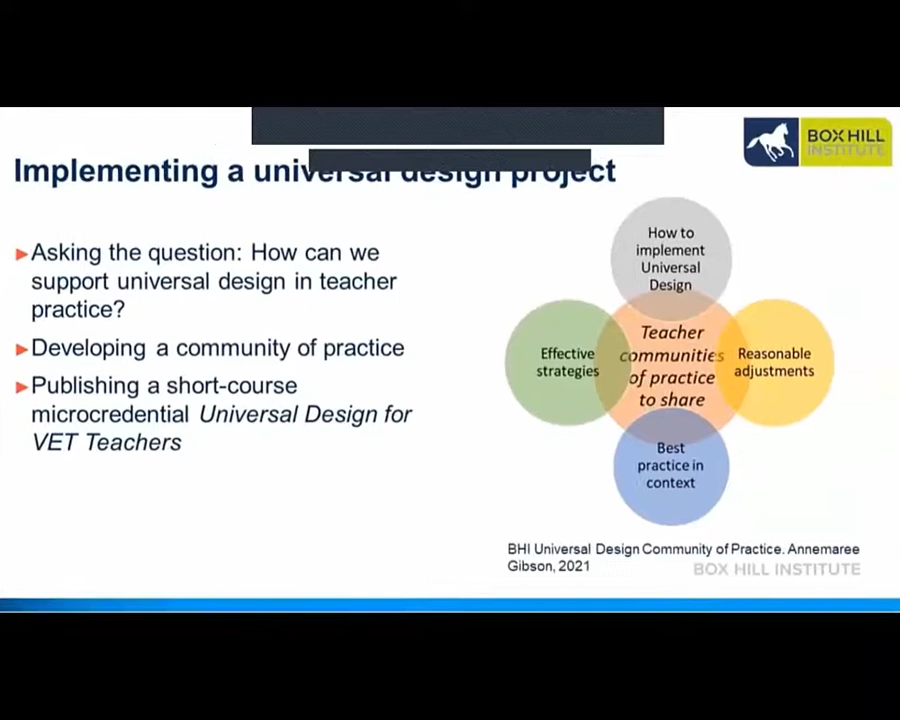 BOX HILL
INSTITUTE
Implementing a universal design project
►Asking the question: How can we
support universal design in teacher
practice?
►Developing a community of practice
►Publishing a short-course
microcredential Universal Design for
VET Teachers
How to
implement
Universal
Design
Effective
strategies
Teacher
communities
of practice
to share
Reasonable
adjustments
Best
practice in
context
BHI Universal Design Community of Practice. Annemaree
Gibson, 2021
BOX HILL INSTITUTE